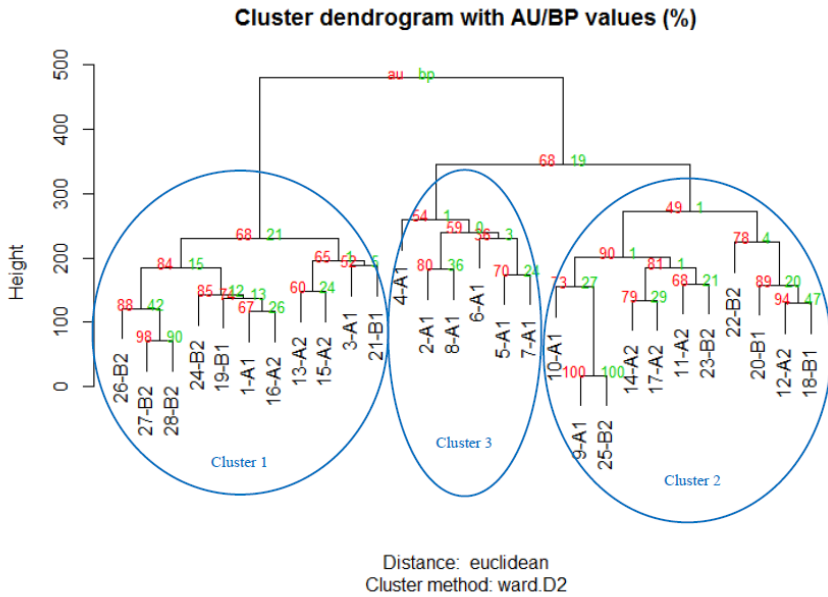 Cluster dendrogram with AU/BP values (%)
500
400
300
200
100
0
Height
au bp
68 19
68 21
54 1
49 1
84 15
65
5
59 0
3
90 1
78 4
88 42
85 12
13
67 26
60 24
80 36
70 24
73 27
81 1
79 29
68 21
89 20
94 47
98 90
100 100
26-B2
27-B2
28-B2
24-B2
19-B1
1-A1
16-A2
13-A2
15-A2
3-A1
21-B1
4-A1
2-A1
8-A1
6-A1
5-A1
7-A1
10-A1
9-A1
25-B2
14-A2
17-A2
11-A2
23-B2
22-B2
20-B1
12-A2
18-B1
Cluster 1
Cluster 3
Cluster 2
Distance: euclidean
Cluster method: ward.D2